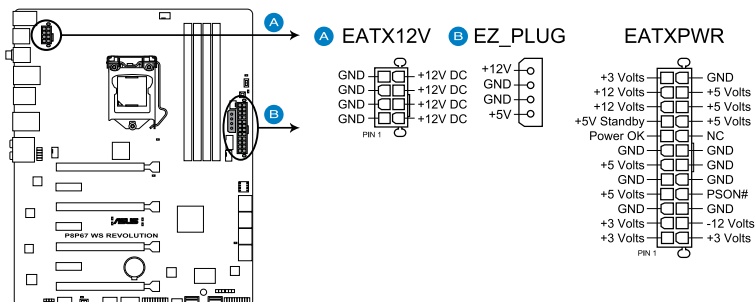 A
A EATX12V
B EZ_PLUG
EATXPWR
GND +12V DC
GND +12V DC
GND +12V DC
GND +12V DC
PIN 1
+12V
GND
GND
+5V
+3 Volts GND
+12 Volts +5 Volts
+12 Volts +5 Volts
+5V Standby +5 Volts
Power OK NC
GND GND
+5 Volts GND
GND GND
+5 Volts PSON#
GND GND
+3 Volts -12 Volts
+3 Volts +3 Volts
PIN 1
B
ASUS
P8P67 WS REVOLUTION